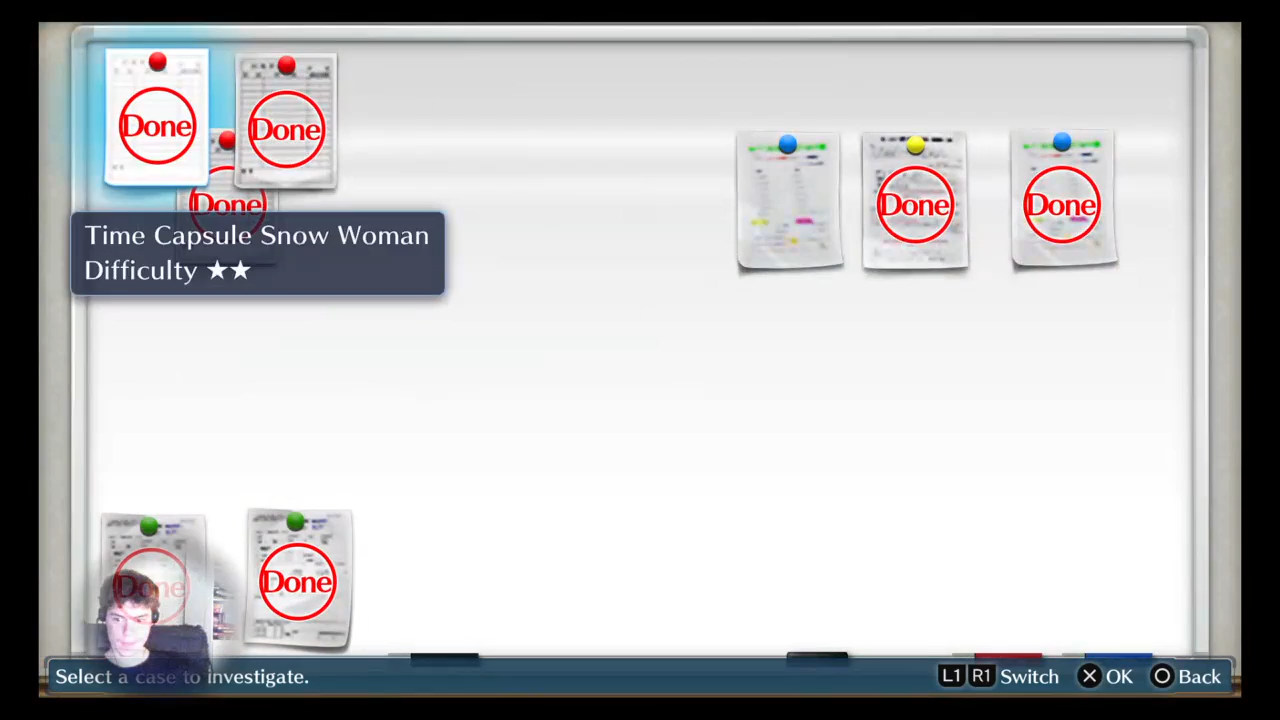 Done
Done
Done
Time Capsule Snow Woman
Difficulty ★★
Done
Done
Done
Done
Select a case to investigate.
L1 R1 Switch X OK O Back